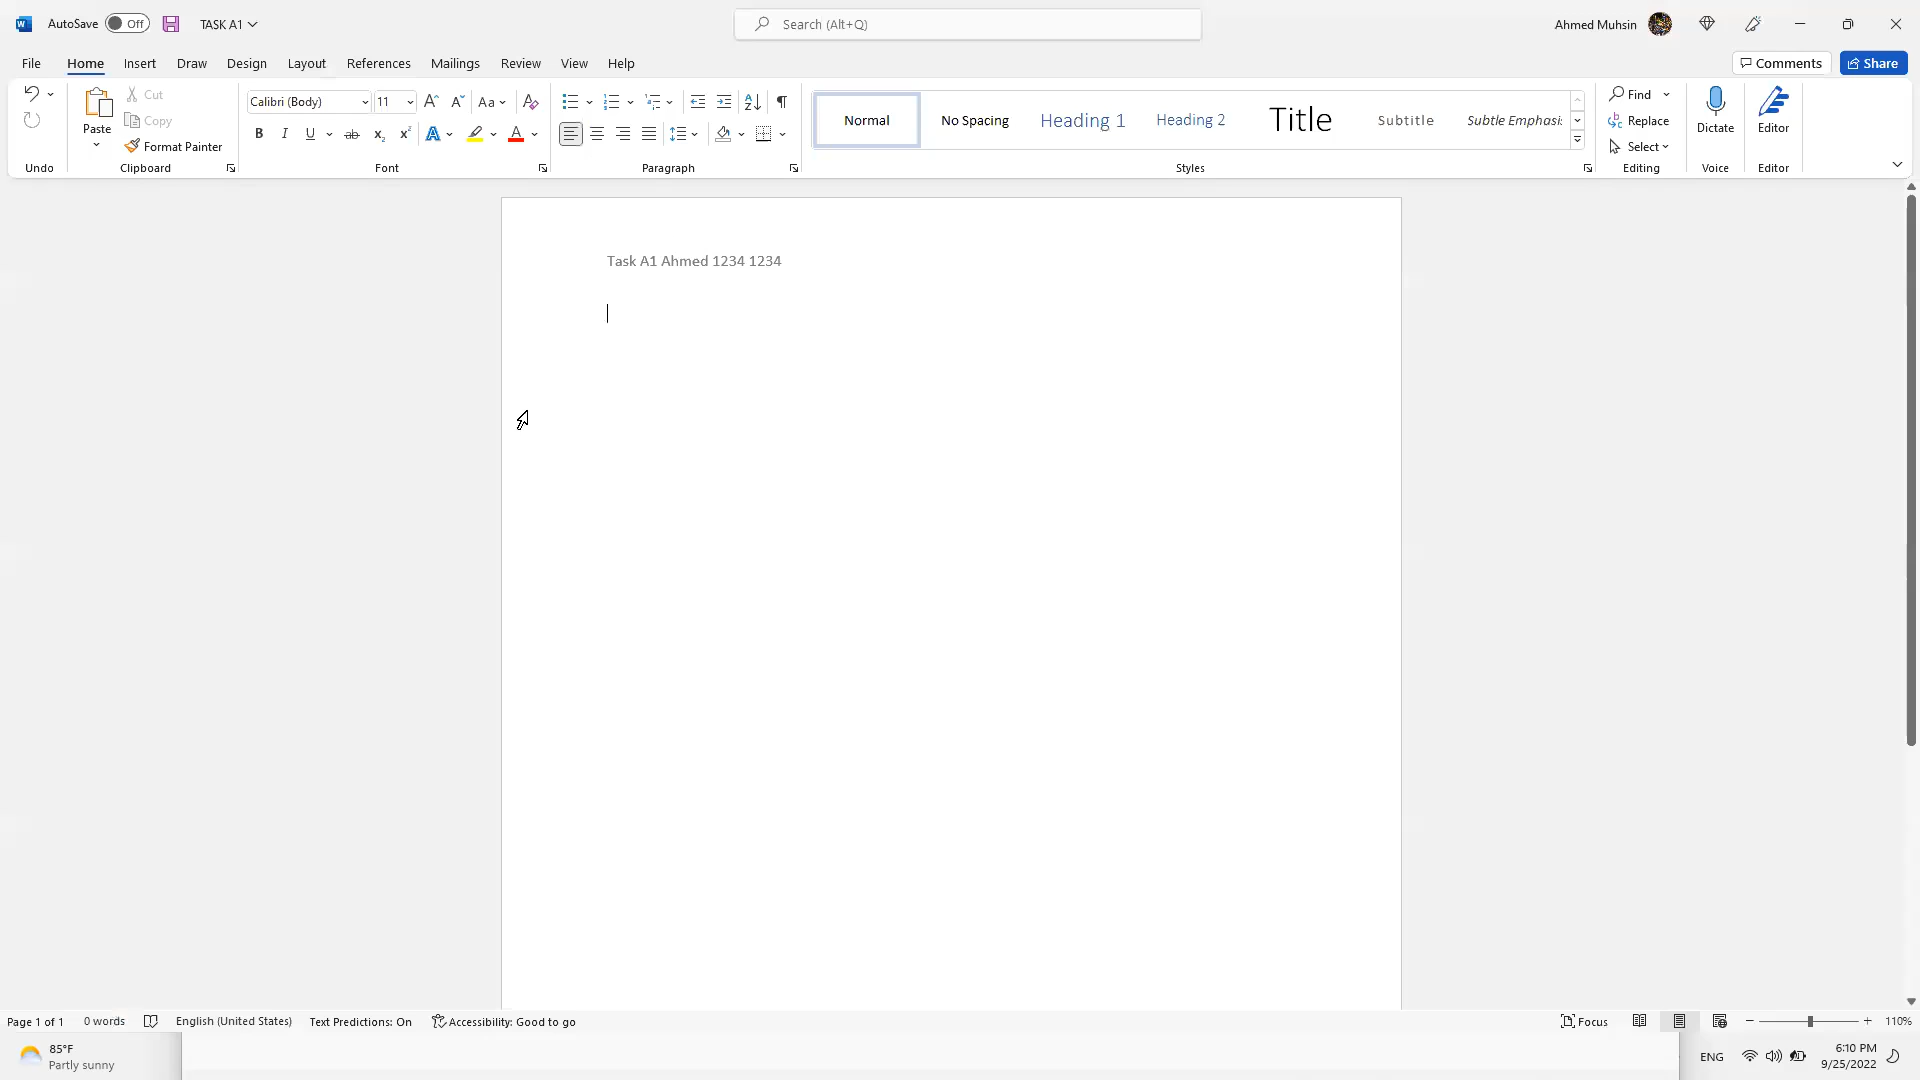 AutoSave Off TASK A1 Search (Alt+Q) Ahmed Muhsin
File Home Insert Draw Design Layout References Mailings Review View Help Comments Share
Paste Cut Copy Format Painter
Calibri (Body) 11 Aa
B I U ab x₂ x² A A
Normal No Spacing Heading 1 Heading 2 Title Subtitle Subtle Emphasis
Find Replace Select
Dictate Editor
Undo Clipboard Font Paragraph Styles Editing Voice Editor
Task A1 Ahmed 1234 1234
Page 1 of 1 0 words English (United States) Text Predictions: On Accessibility: Good to go Focus 110%
85°F
Partly sunny
ENG
6:10 PM
9/25/2022